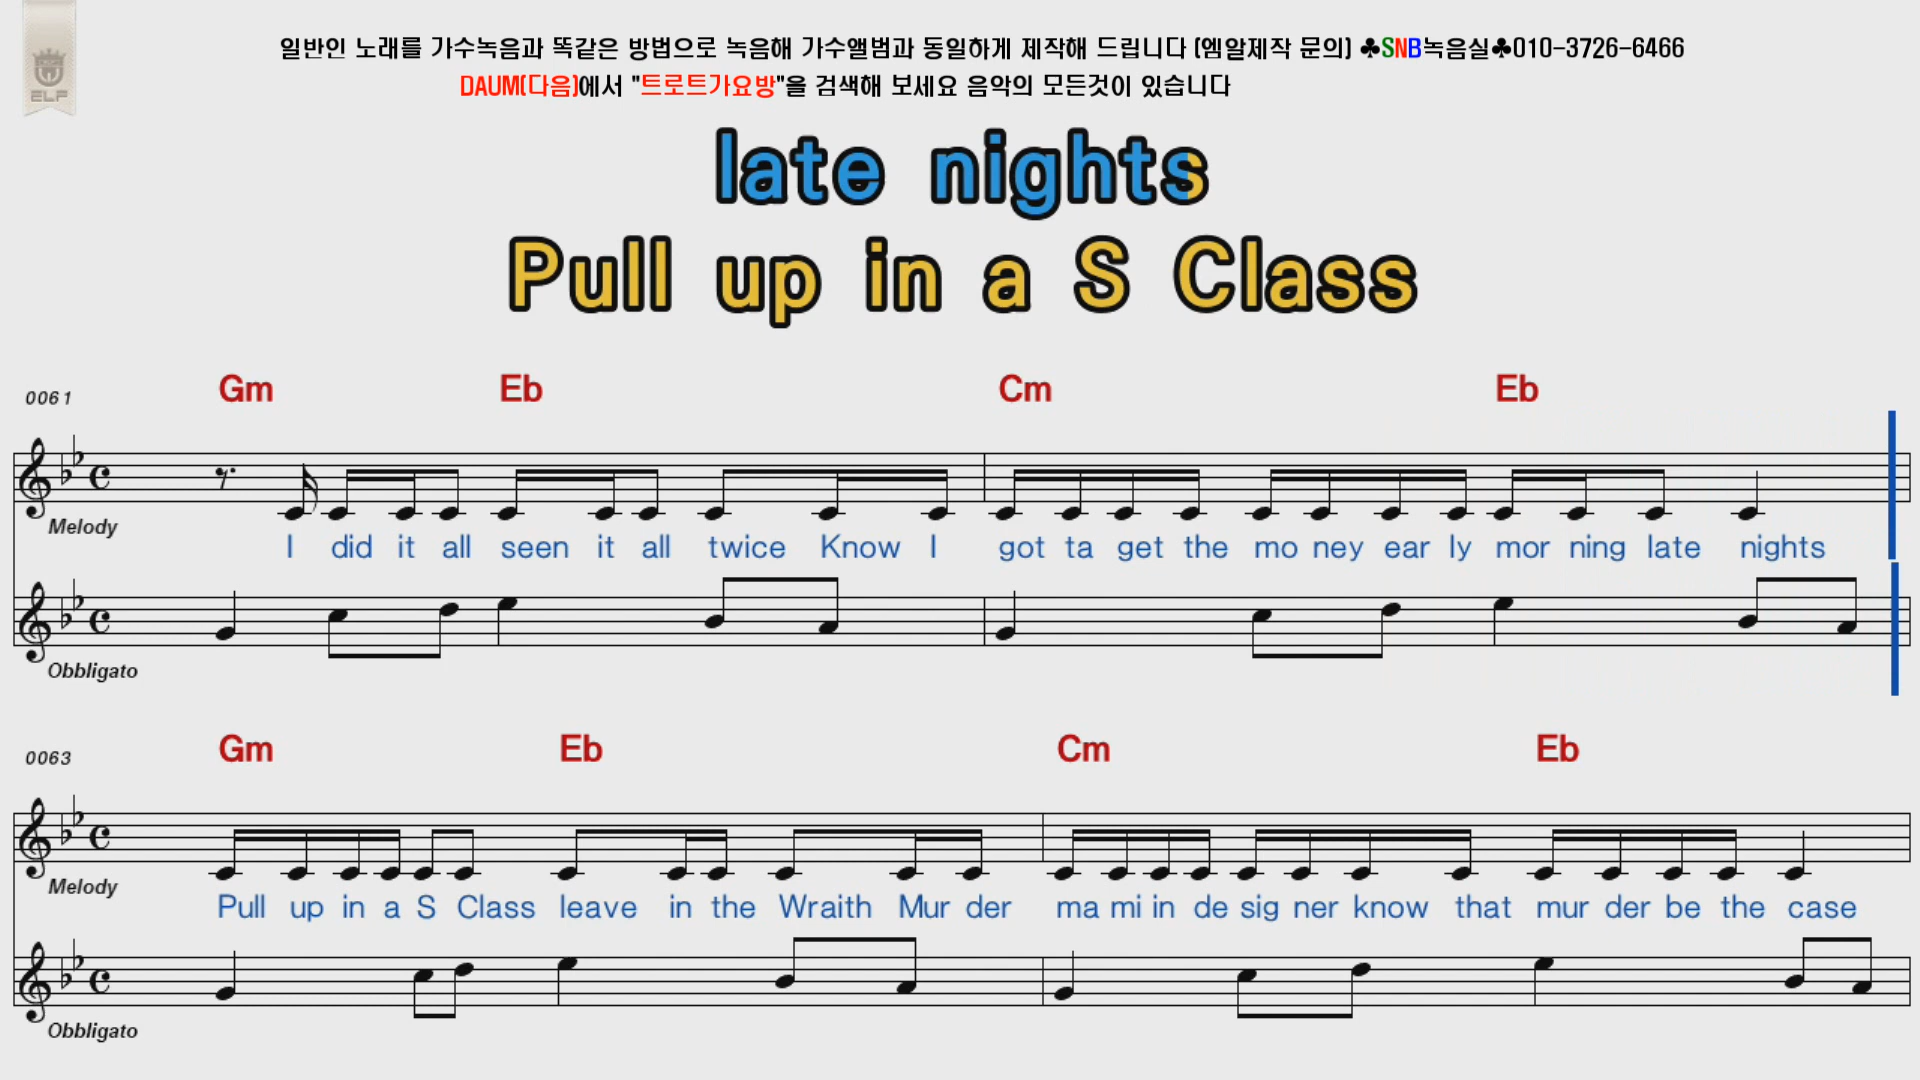 ELF
일반인 노래를 가수녹음과 똑같은 방법으로 녹음해 가수앨범과 동일하게 제작해 드립니다 (엠알제작 문의) ♣SNB녹음실♣010-3726-6466
DAUM(다음)에서 "트로트가요방"을 검색해 보세요 음악의 모든것이 있습니다
late nights
Pull up in a S Class
0061 Gm Eb Cm Eb
Melody
I did it all seen it all twice Know I got ta get the mo ney ear ly mor ning late nights
Obbligato
0063 Gm Eb Cm Eb
Melody
Pull up in a S Class leave in the Wraith Mur der ma mi in de sig ner know that mur der be the case
Obbligato